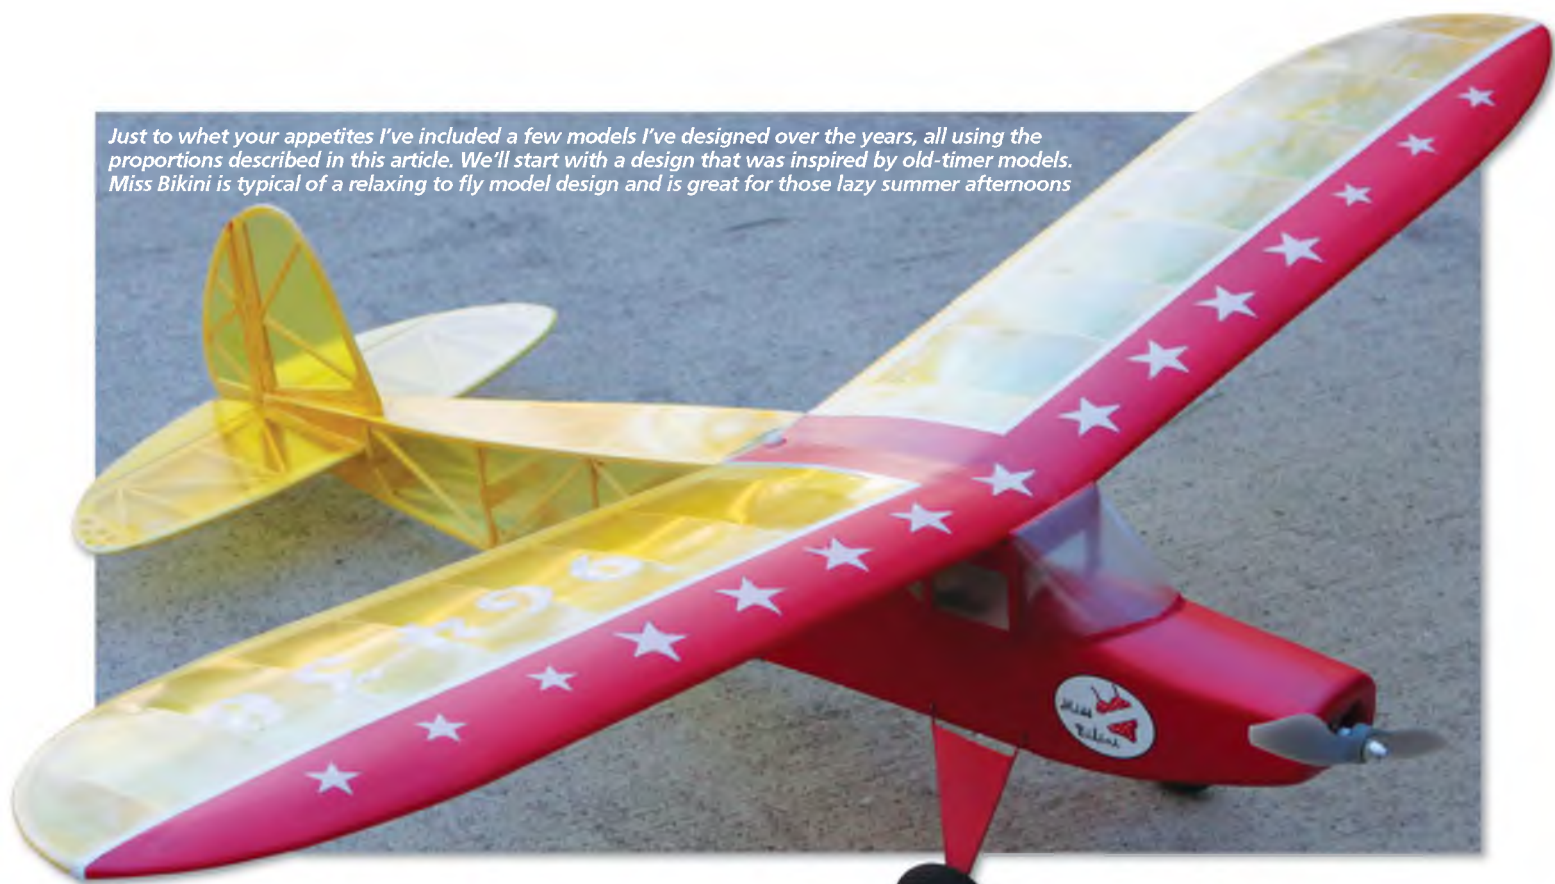 Just to whet your appetites I've included a few models I've designed over the years, all using the
proportions described in this article. We'll start with a design that was inspired by old-timer models.
Miss Bikini is typical of a relaxing to fly model design and is great for those lazy summer afternoons
Miss
Bikini